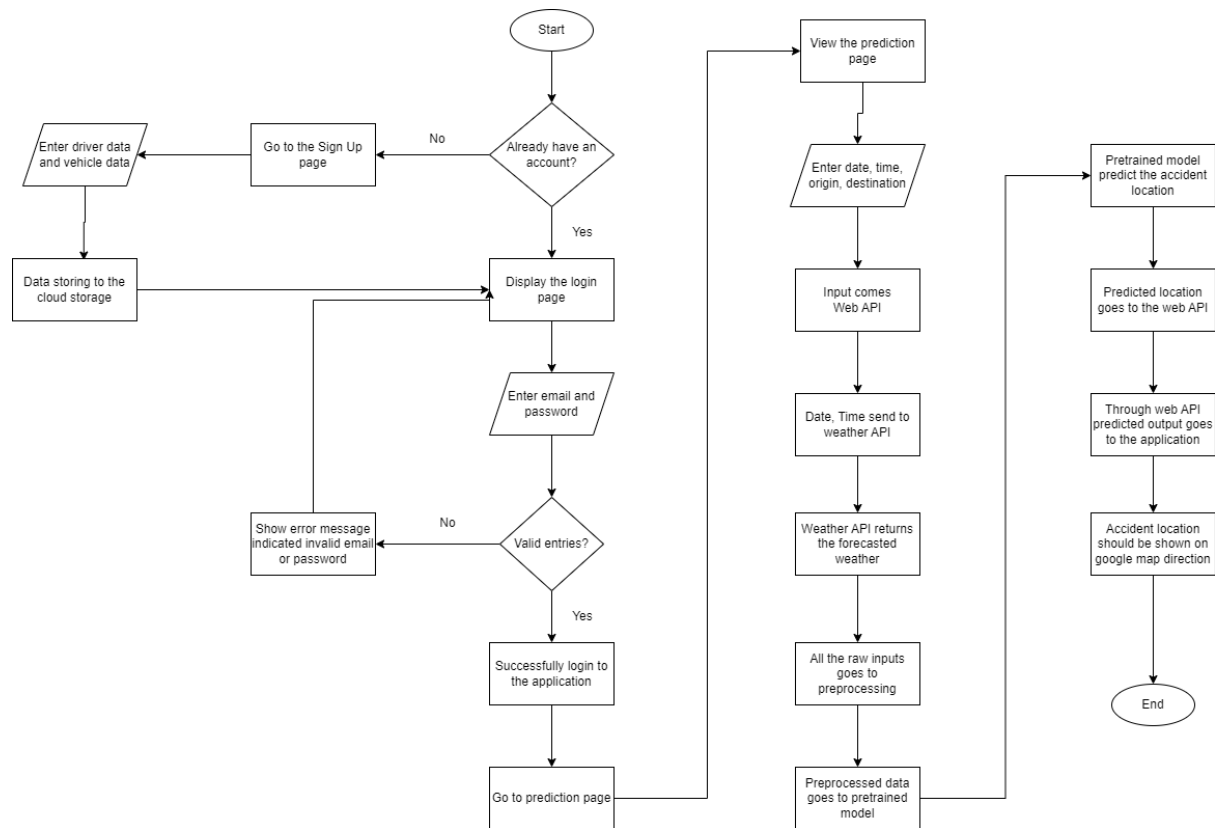 Start
Already have an
account?
No
Go to the Sign Up
page
Enter driver data
and vehicle data
Data storing to the
cloud storage
Yes
Display the login
page
Enter email and
password
Valid entries?
No
Show error message
indicated invalid email
or password
Yes
Successfully login to
the application
Go to prediction page
View the prediction
page
Enter date, time,
origin, destination
Input comes
Web API
Date, Time send to
weather API
Weather API returns
the forecasted
weather
All the raw inputs
goes to
preprocessing
Preprocessed data
goes to pretrained
model
Pretrained model
predict the accident
location
Predicted location
goes to the web API
Through web API
predicted output goes
to the application
Accident location
should be shown on
google map direction
End